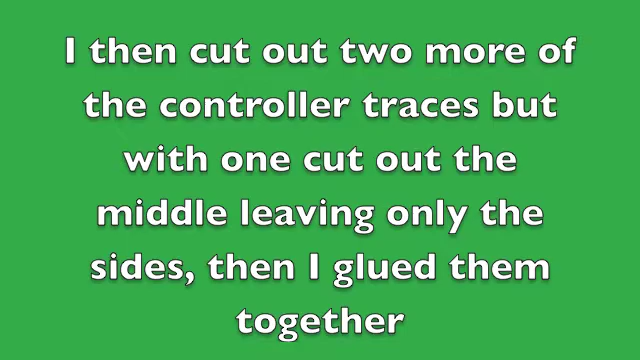 I then cut out two more of
the controller traces but
with one cut out the
middle leaving only the
sides, then I glued them
together